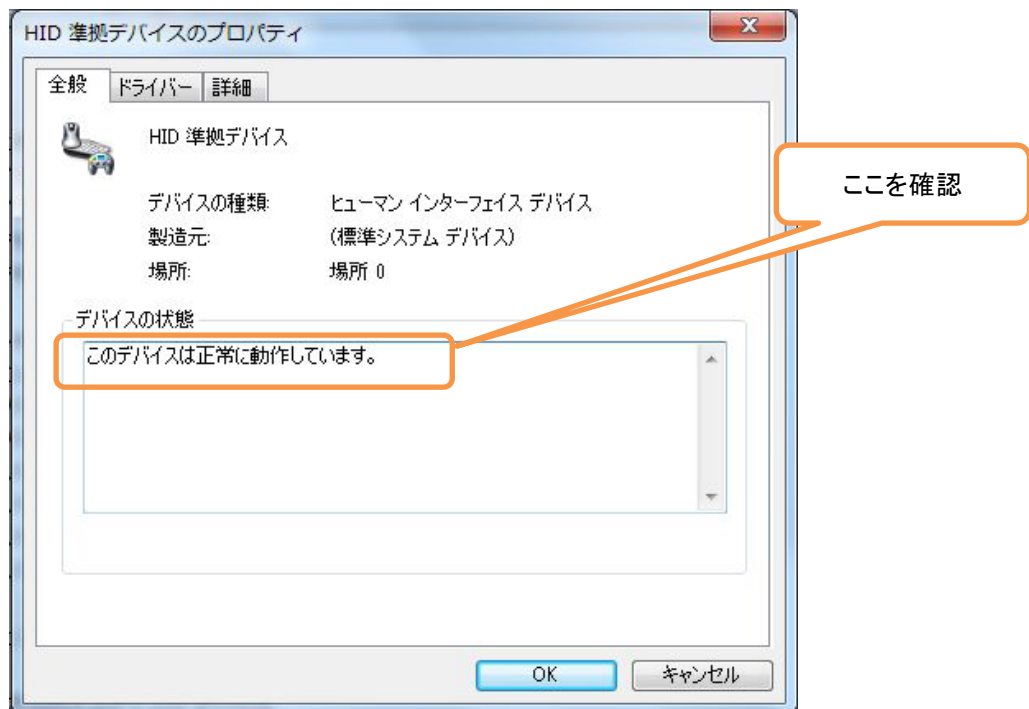 HID 準拠デバイスのプロパティ
全般 ドライバー 詳細
HID 準拠デバイス
デバイスの種類: ヒューマン インターフェイス デバイス
製造元: (標準システム デバイス)
場所: 場所 0
ここを確認
デバイスの状態
このデバイスは正常に動作しています。
OK キャンセル